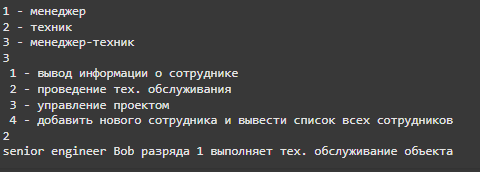 1 - менеджер
2 - техник
3 - менеджер-техник
3
1 - вывод информации о сотруднике
2 - проведение тех. обслуживания
3 - управление проектом
4 - добавить нового сотрудника и вывести список всех сотрудников
2
senior engineer Bob разряда 1 выполняет тех. обслуживание объекта